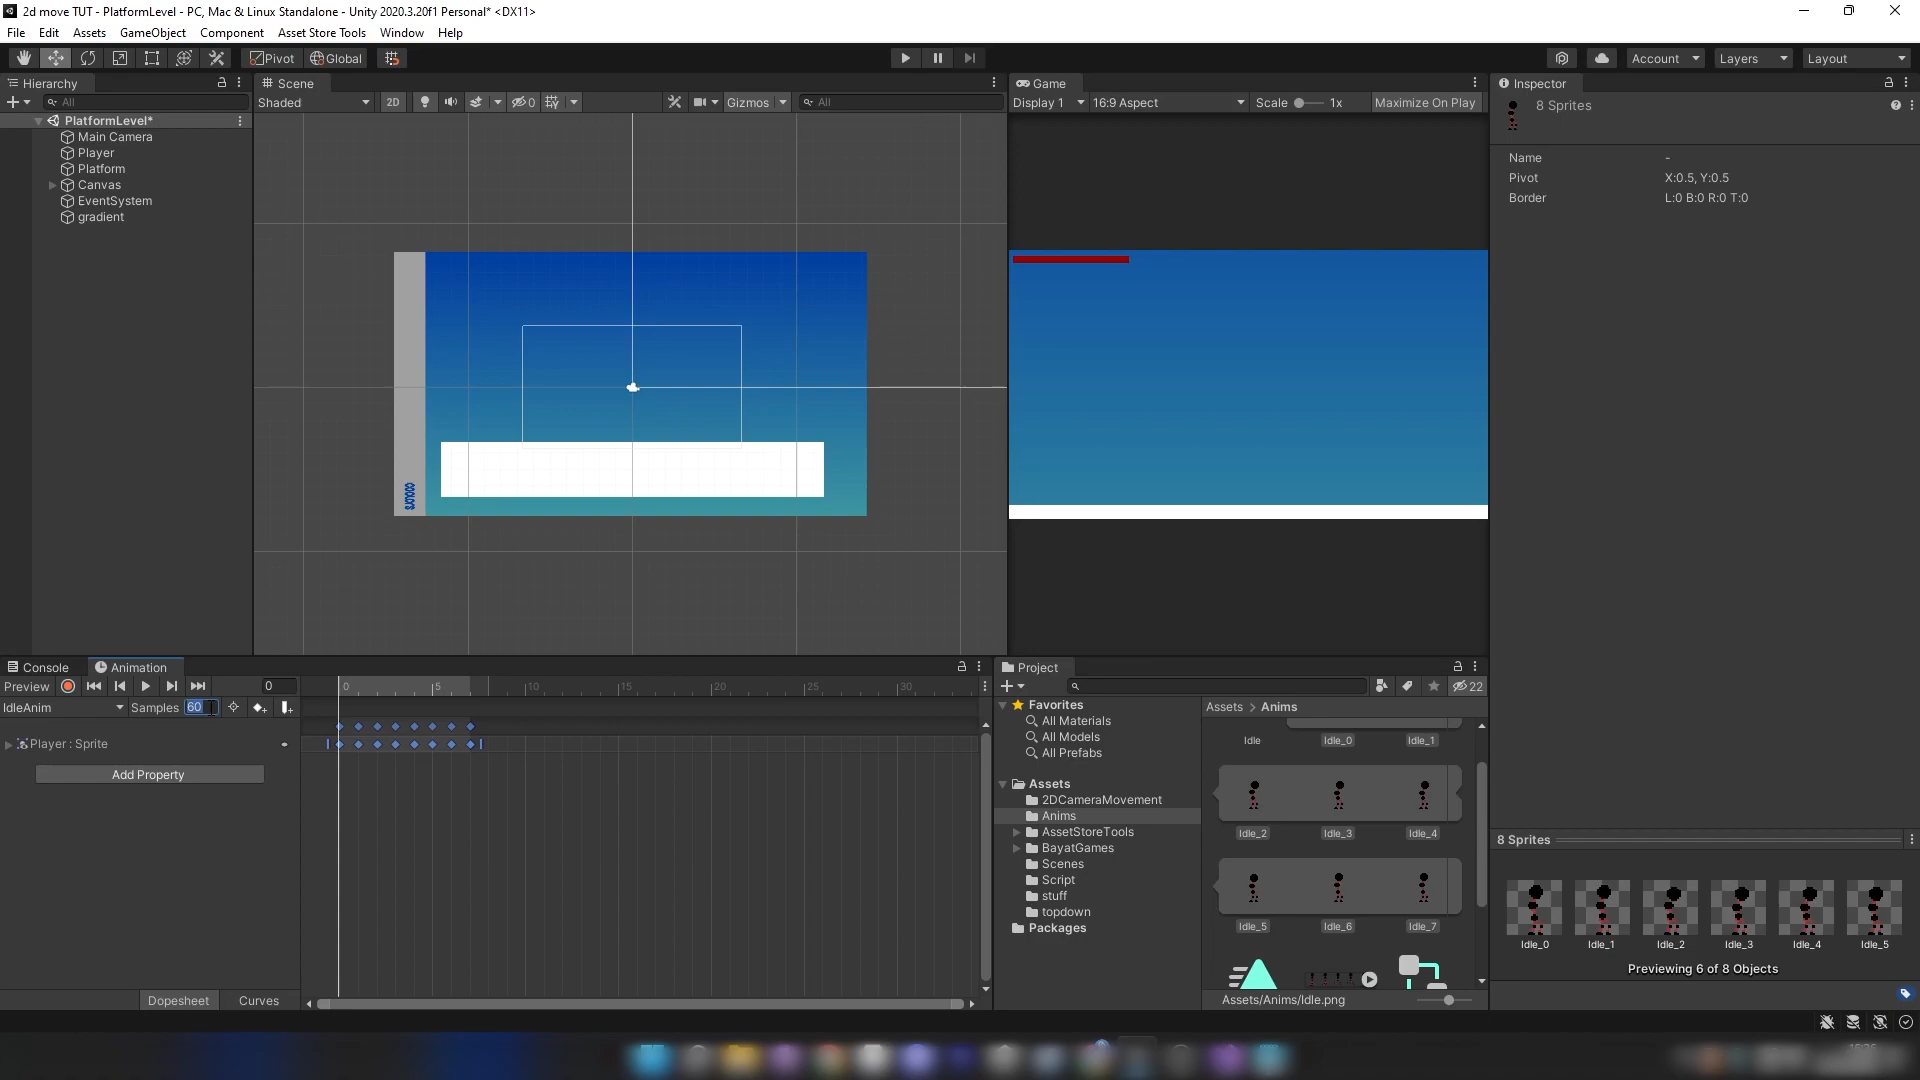 2d move TUT - PlatformLevel - PC, Mac & Linux Standalone - Unity 2020.3.20f1 Personal* <DX11>
File Edit Assets GameObject Component Asset Store Tools Window Help
Pivot Global Account Layers Layout
Hierarchy Scene Game Inspector
All Shaded 2D 0 Gizmos All Display 1 16:9 Aspect Scale 1x Maximize On Play
8 Sprites
PlatformLevel*
Main Camera
Player
Platform
Canvas
EventSystem
gradient
Name -
Pivot X:0.5, Y:0.5
Border L:0 B:0 R:0 T:0
coolors
Console Animation
Preview 0 0 5 10 15 20 25 30
IdleAnim Samples 60
Player : Sprite
Add Property
Dopesheet Curves
Project
22
Favorites
All Materials
All Models
All Prefabs
Assets
2DCameraMovement
Anims
AssetStoreTools
BayatGames
Scenes
Script
stuff
topdown
Packages
Assets > Anims
Idle Idle_0 Idle_1
Idle_2 Idle_3 Idle_4
Idle_5 Idle_6 Idle_7
Assets/Anims/Idle.png
8 Sprites
Idle_0 Idle_1 Idle_2 Idle_3 Idle_4 Idle_5
Previewing 6 of 8 Objects